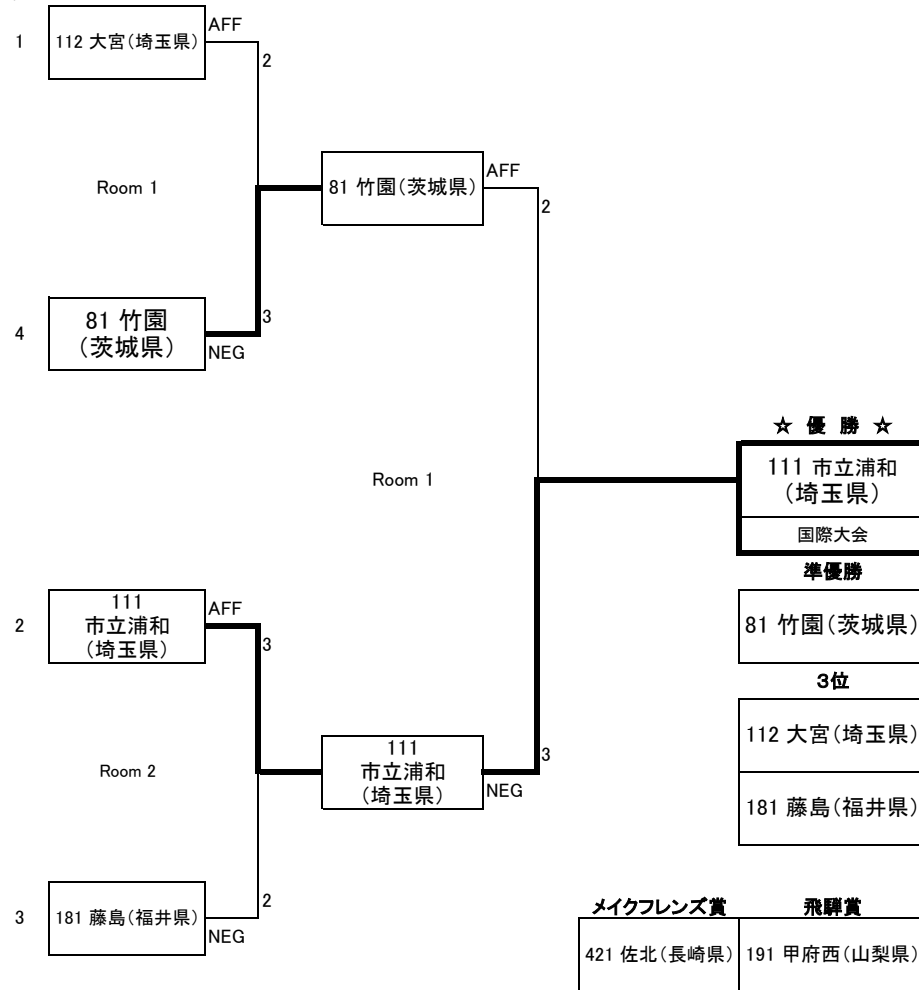 AFF
1
112 大宮(埼玉県)
2
Room 1
81 竹園(茨城県)
AFF
2
4
81 竹園
(茨城県)
3
NEG
Room 1
☆ 優 勝 ☆
111 市立浦和
(埼玉県)
国際大会
準優勝
81 竹園(茨城県)
3位
112 大宮(埼玉県)
181 藤島(福井県)
2
111
市立浦和
(埼玉県)
AFF
3
Room 2
111
市立浦和
(埼玉県)
3
NEG
3
181 藤島(福井県)
2
NEG
メイクフレンズ賞
飛騨賞
421 佐北(長崎県)
191 甲府西(山梨県)